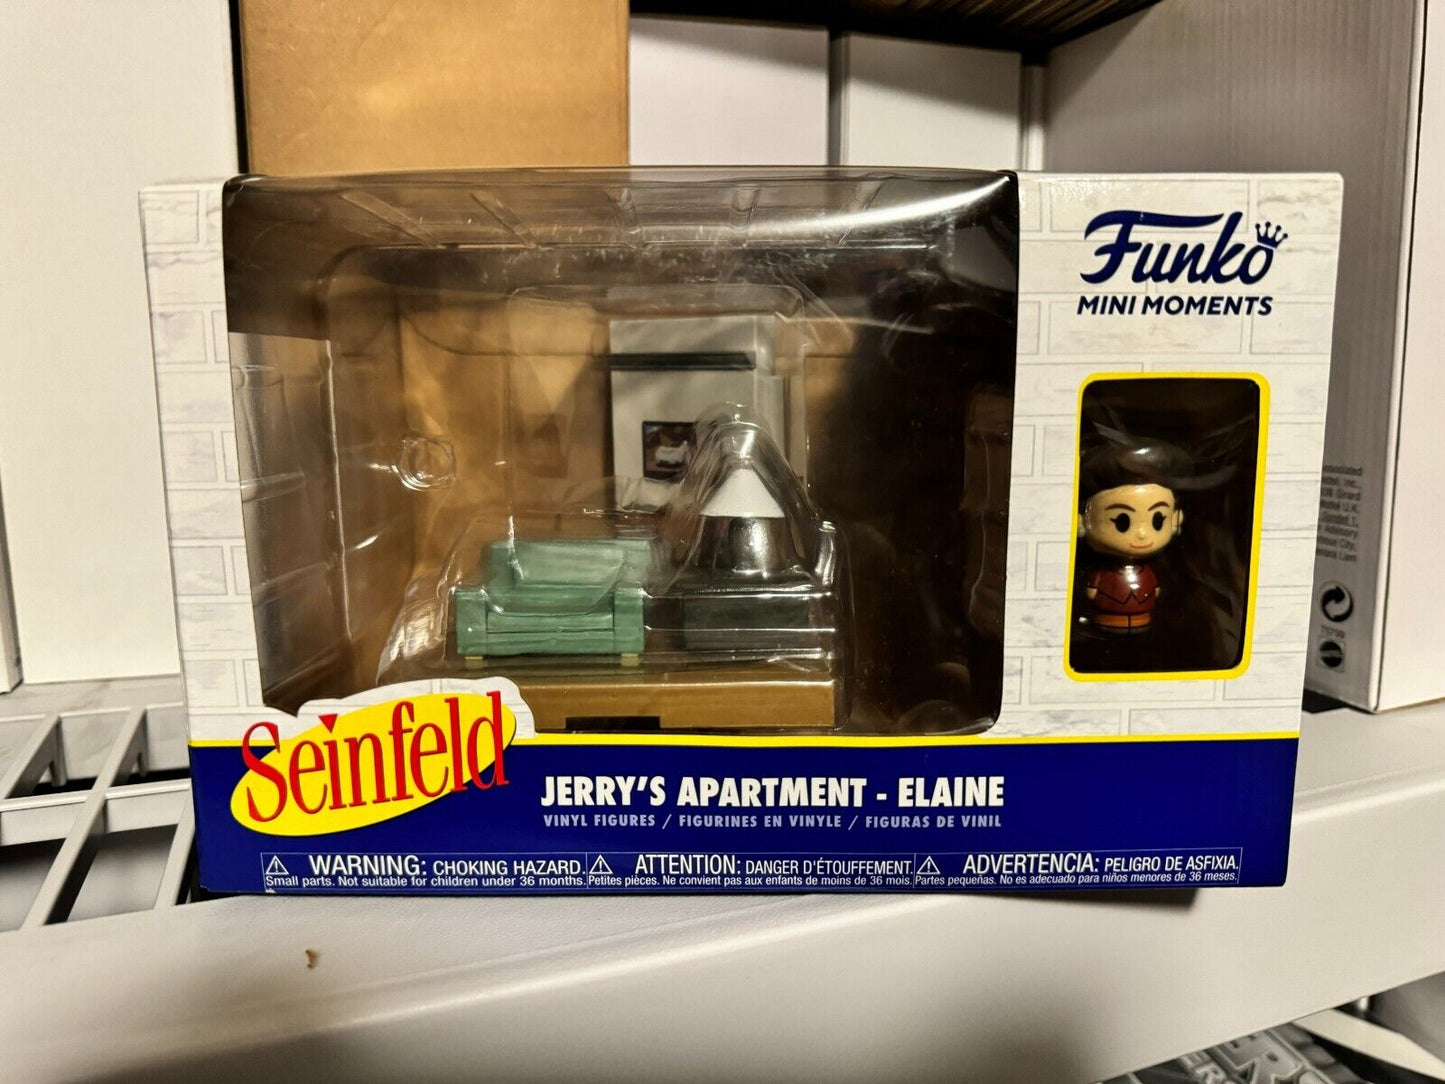 Funko
MINI MOMENTS
Seinfeld
JERRY'S APARTMENT - ELAINE
VINYL FIGURES / FIGURINES EN VINYLE / FIGURAS DE VINIL
WARNING: CHOKING HAZARD.
Small parts. Not suitable for children under 36 months.
ATTENTION: DANGER D'ÉTOUFFEMENT.
Petites pièces. Ne convient pas aux enfants de moins de 36 mois.
ADVERTENCIA: PELIGRO DE ASFIXIA.
Partes pequeñas. No es adecuado para niños menores de 36 meses.